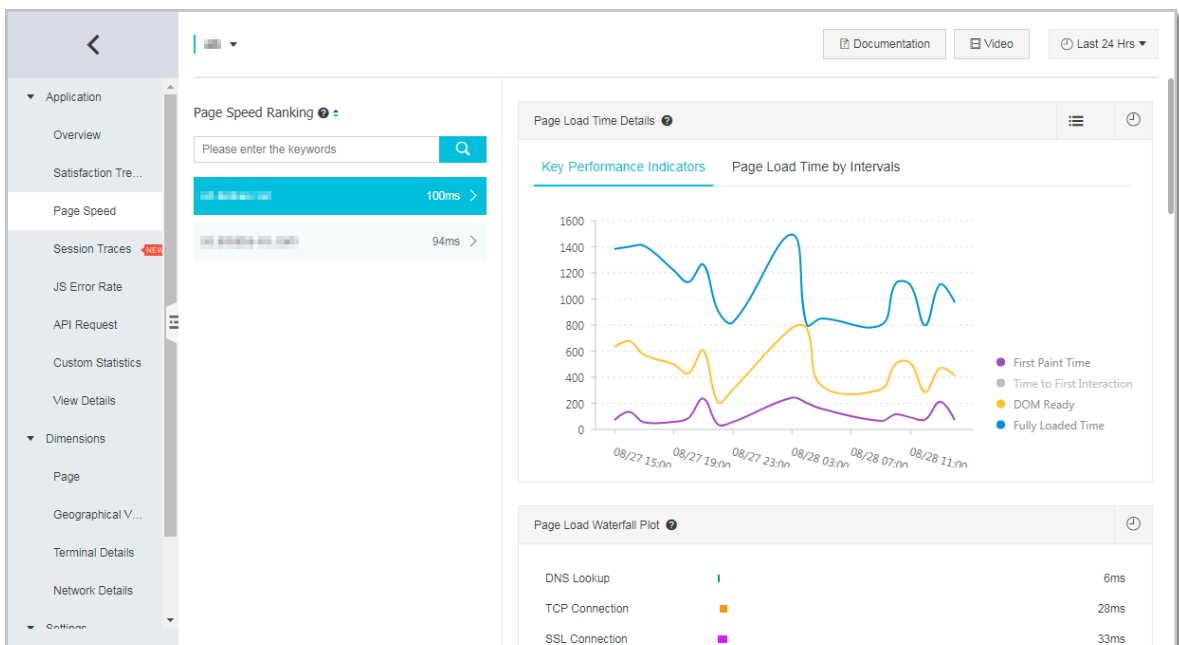 Documentation
Video
Last 24 Hrs
Application
Overview
Satisfaction Tre...
Page Speed
Session Traces NEW
JS Error Rate
API Request
Custom Statistics
View Details
Dimensions
Page
Geographical V...
Terminal Details
Network Details
Settings
Page Speed Ranking ?
Please enter the keywords
100ms
94ms
Page Load Time Details ?
Key Performance Indicators Page Load Time by Intervals
1600
1400
1200
1000
800
600
400
200
0
08/27 15:00 08/27 19:00 08/27 23:00 08/28 03:00 08/28 07:00 08/28 11:00
First Paint Time
Time to First Interaction
DOM Ready
Fully Loaded Time
Page Load Waterfall Plot ?
DNS Lookup 6ms
TCP Connection 28ms
SSL Connection 33ms